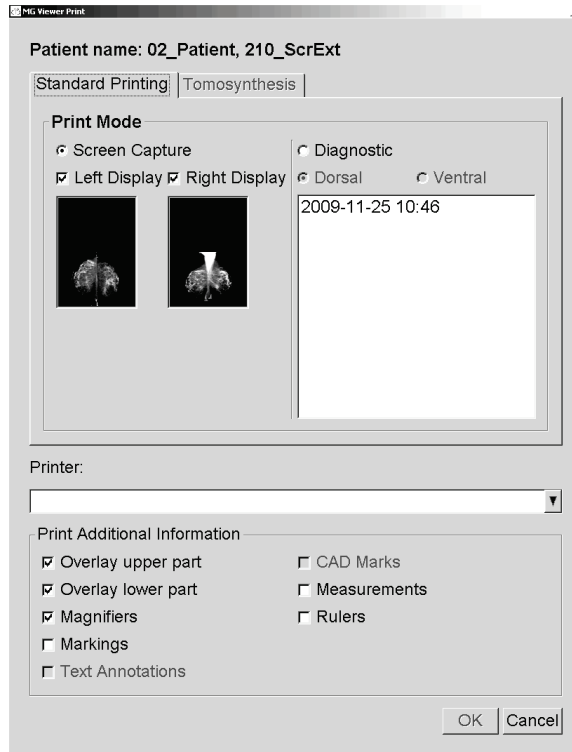 MG Viewer Print
Patient name: 02_Patient, 210_ScrExt
Standard Printing Tomosynthesis
Print Mode
Screen Capture Diagnostic
Left Display Right Display Dorsal Ventral
2009-11-25 10:46
Printer:
Print Additional Information
Overlay upper part CAD Marks
Overlay lower part Measurements
Magnifiers Rulers
Markings
Text Annotations
OK Cancel